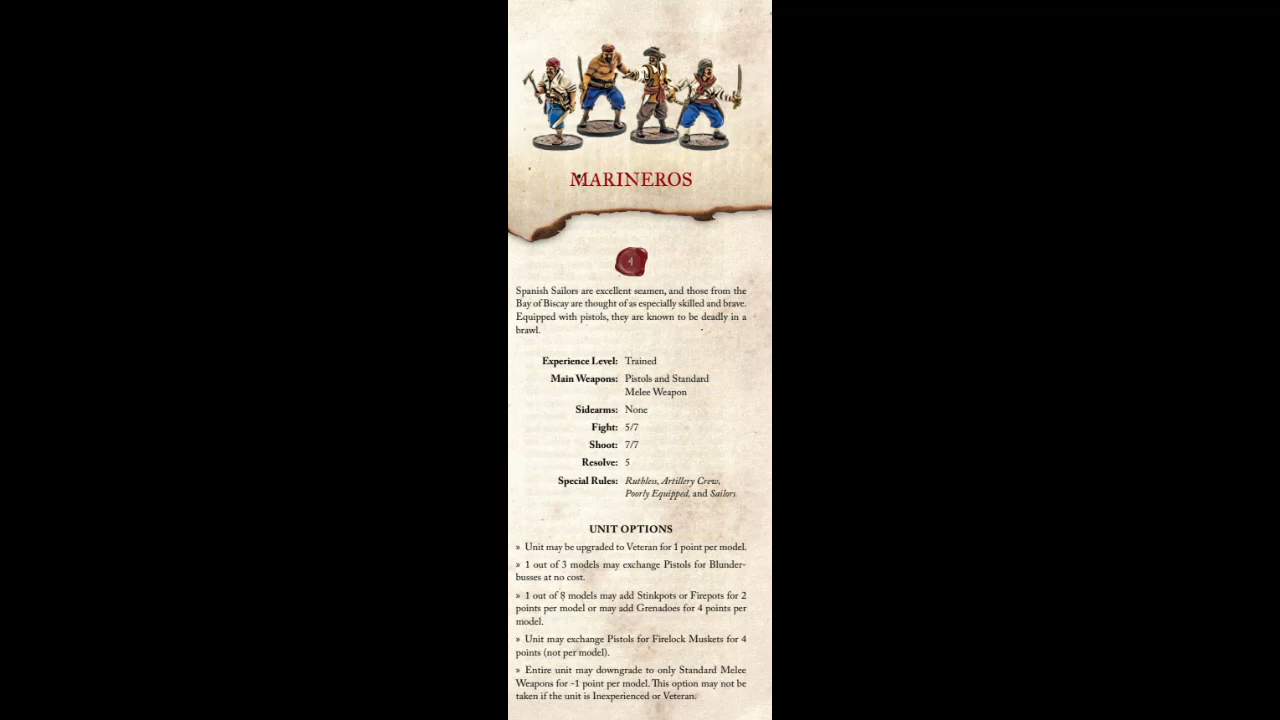 MARINEROS
4
Spanish Sailors are excellent seamen, and those from the
Bay of Biscay are thought of as especially skilled and brave.
Equipped with pistols, they are known to be deadly in a
brawl.
Experience Level: Trained
Main Weapons: Pistols and Standard
Melee Weapon
Sidearms: None
Fight: 5/7
Shoot: 7/7
Resolve: 5
Special Rules: Ruthless, Artillery Crew,
Poorly Equipped, and Sailors
UNIT OPTIONS
» Unit may be upgraded to Veteran for 1 point per model.
» 1 out of 3 models may exchange Pistols for Blunder-
busses at no cost.
» 1 out of 8 models may add Stinkpots or Firepots for 2
points per model or may add Grenadoes for 4 points per
model.
» Unit may exchange Pistols for Firelock Muskets for 4
points (not per model).
» Entire unit may downgrade to only Standard Melee
Weapons for -1 point per model. This option may not be
taken if the unit is Inexperienced or Veteran.